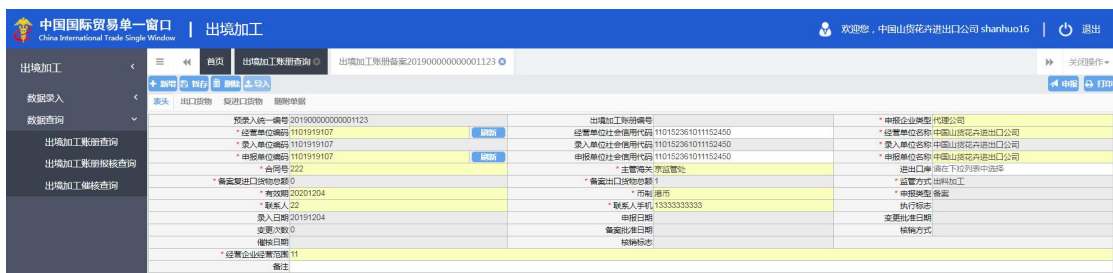 中国国际贸易单一窗口 | 出境加工
China International Trade Single Window
欢迎您，中国山货花卉进出口公司 shanhuo16 | 退出
出境加工
数据录入
数据查询
出境加工账册查询
出境加工账册报核查询
出境加工催核查询
首页 出境加工账册查询 出境加工账册备案201900000000001123 关闭操作
新增 暂存 删除 导入 申报 打印
表头 出口货物 复进口货物 随附单据
预录入统一编号 201900000000001123 出境加工账册编号 * 申报企业类型 代理公司
* 经营单位编码 1101919107 刷新 经营单位社会信用代码 110152361011152450 * 经营单位名称 中国山货花卉进出口公司
* 录入单位编码 1101919107 录入单位社会信用代码 110152361011152450 * 录入单位名称 中国山货花卉进出口公司
* 申报单位编码 1101919107 刷新 申报单位社会信用代码 110152361011152450 * 申报单位名称 中国山货花卉进出口公司
* 合同号 222 * 主管海关 京监管处 进出口岸 请在下拉列表中选择
* 备案复进口货物总额 0 * 备案出口货物总额 1 * 监管方式 出料加工
* 有效期 20201204 * 币制 港币 * 申报类型 备案
* 联系人 22 * 联系人手机 13333333333 执行标志
录入日期 20191204 申报日期 变更批准日期
变更次数 0 备案批准日期 核销方式
催核日期 核销标志
* 经营企业经营范围 11
备注